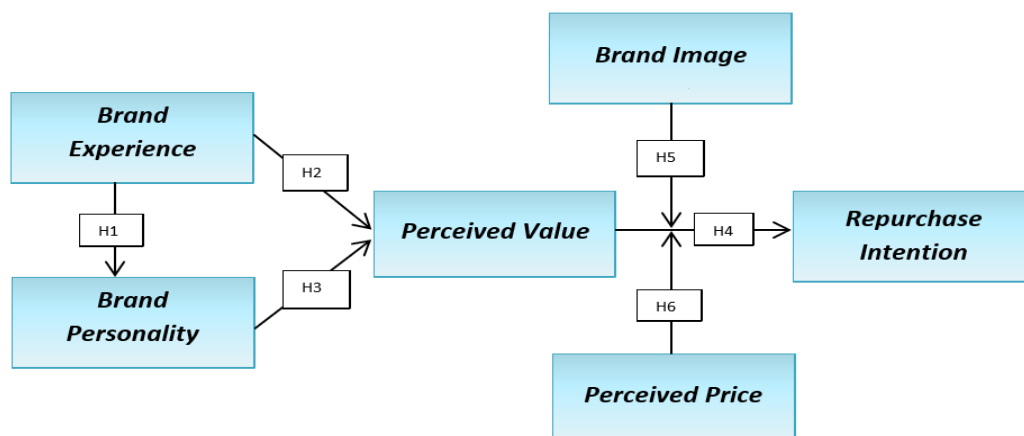 Brand Image
Brand
Experience
H5
H2
H1
Perceived Value
H4
Repurchase
Intention
H3
Brand
Personality
H6
Perceived Price